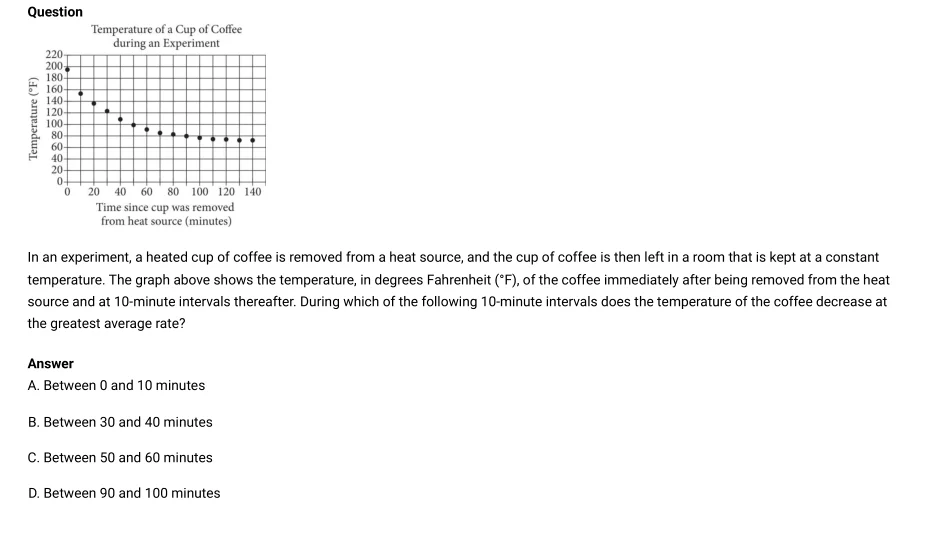 Question
Temperature of a Cup of Coffee
during an Experiment
Temperature (°F)
220
200
180
160
140
120
100
80
60
40
20
0
0 20 40 60 80 100 120 140
Time since cup was removed
from heat source (minutes)
In an experiment, a heated cup of coffee is removed from a heat source, and the cup of coffee is then left in a room that is kept at a constant
temperature. The graph above shows the temperature, in degrees Fahrenheit (°F), of the coffee immediately after being removed from the heat
source and at 10-minute intervals thereafter. During which of the following 10-minute intervals does the temperature of the coffee decrease at
the greatest average rate?
Answer
A. Between 0 and 10 minutes
B. Between 30 and 40 minutes
C. Between 50 and 60 minutes
D. Between 90 and 100 minutes